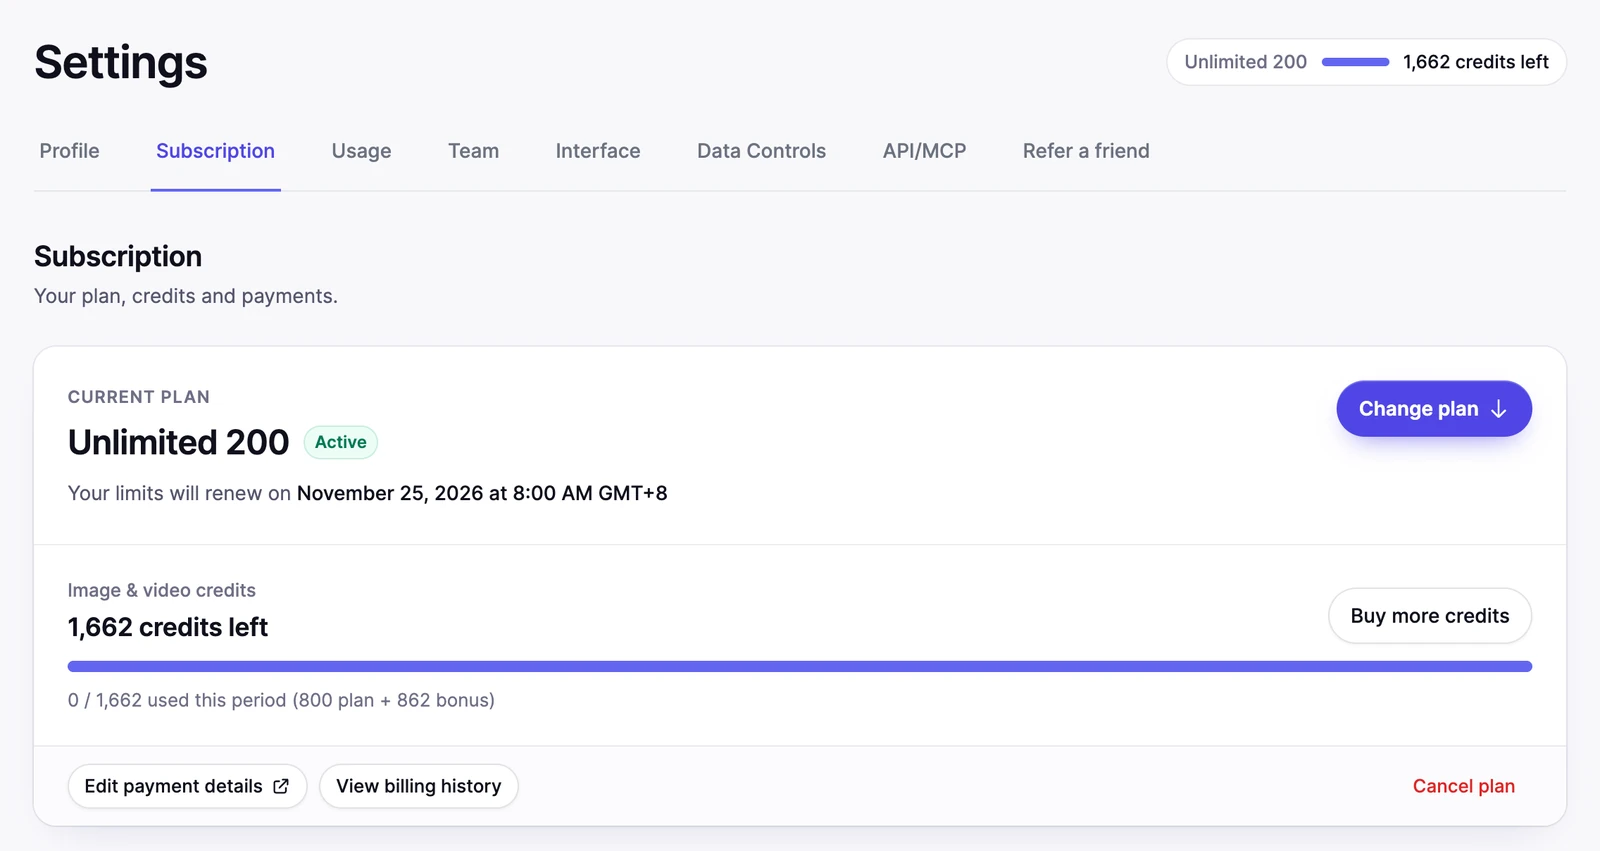 Settings
Unlimited 200 1,662 credits left
Profile Subscription Usage Team Interface Data Controls API/MCP Refer a friend
Subscription
Your plan, credits and payments.
CURRENT PLAN
Change plan ↓
Unlimited 200 Active
Your limits will renew on November 25, 2026 at 8:00 AM GMT+8
Image & video credits
1,662 credits left
Buy more credits
0 / 1,662 used this period (800 plan + 862 bonus)
Edit payment details View billing history Cancel plan